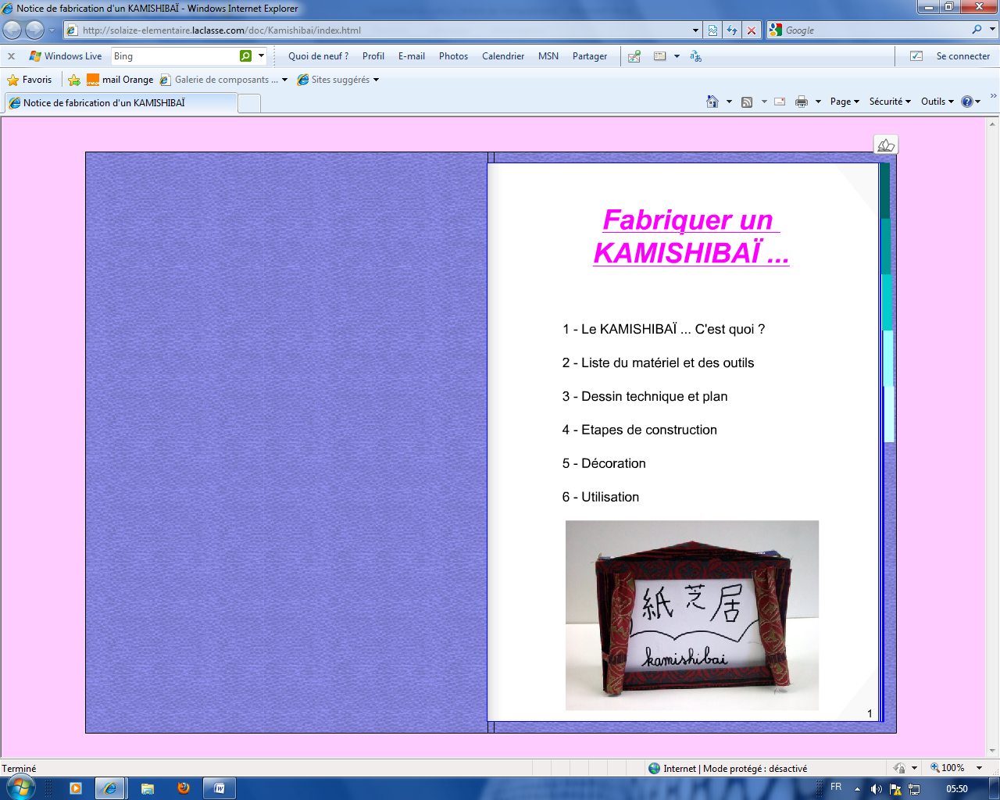 Notice de fabrication d'un KAMISHIBAÏ - Windows Internet Explorer
http://solaize-elementaire.laclasse.com/doc/Kamishibai/index.html
Google
Windows Live
Bing
Quoi de neuf ?
Profil
E-mail
Photos
Calendrier
MSN
Partager
Se connecter
Favoris
mail Orange
Galerie de composants ...
Sites suggérés
Notice de fabrication d'un KAMISHIBAÏ
Page
Sécurité
Outils
Fabriquer un
KAMISHIBAÏ ...
1 - Le KAMISHIBAÏ ... C'est quoi ?
2 - Liste du matériel et des outils
3 - Dessin technique et plan
4 - Etapes de construction
5 - Décoration
6 - Utilisation
紙芝居
kamishibai
1
Terminé
Internet | Mode protégé : désactivé
100%
FR
05:50